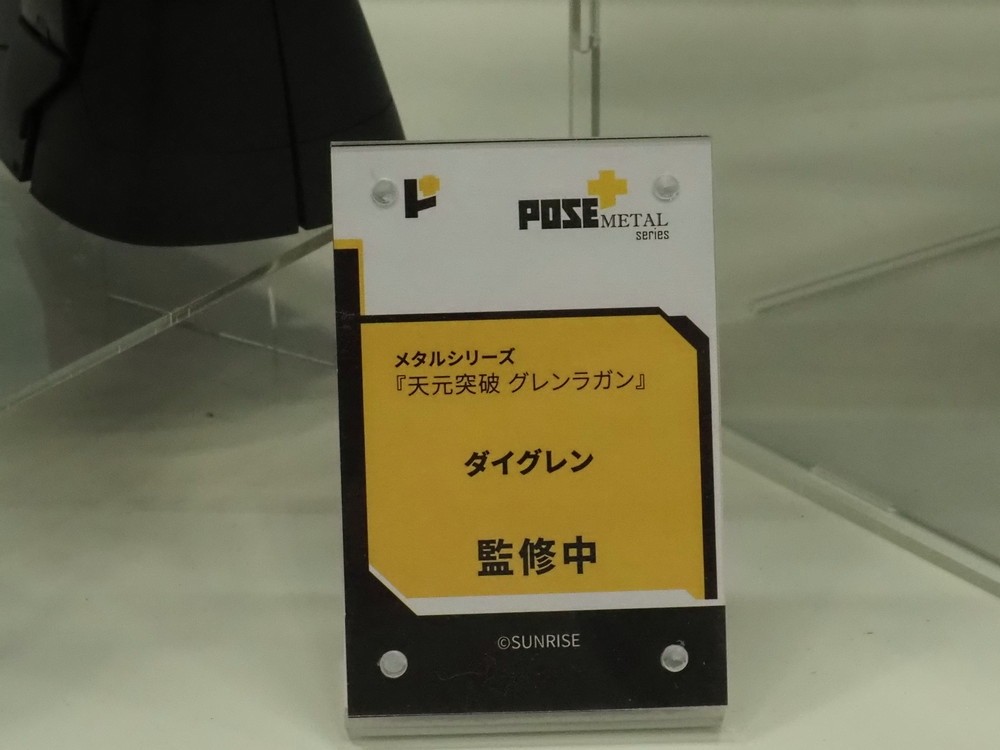 POSE+METAL
series
メタルシリーズ
『天元突破 グレンラガン』
ダイグレン
監修中
©SUNRISE